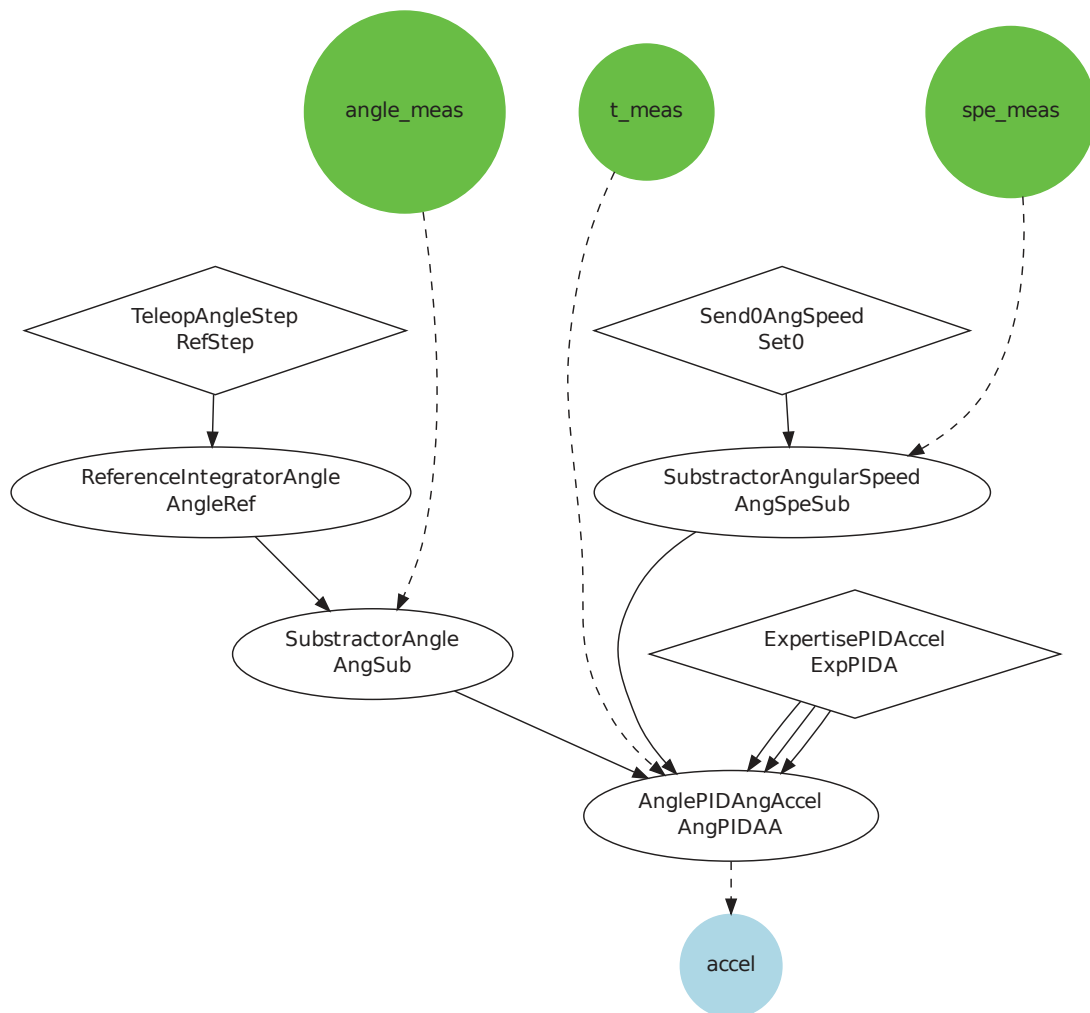 angle_meas
t_meas
spe_meas
TeleopAngleStep
RefStep
Send0AngSpeed
Set0
ReferenceIntegratorAngle
AngleRef
SubstractorAngularSpeed
AngSpeSub
SubstractorAngle
AngSub
ExpertisePIDAccel
ExpPIDA
AnglePIDAngAccel
AngPIDAA
accel